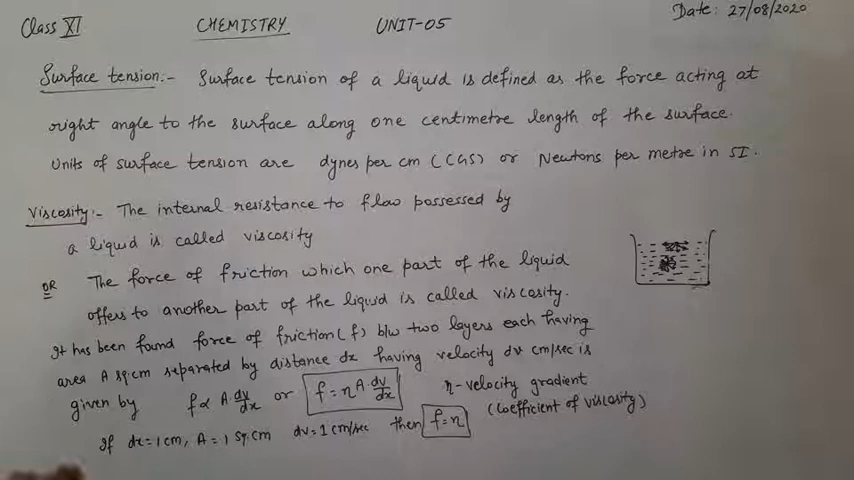 Class XI CHEMISTRY UNIT-05 Date: 27/08/2020
Surface tension:- Surface tension of a liquid is defined as the force acting at
right angle to the surface along one centimetre length of the surface.
Units of surface tension are dynes per cm (CGS) or Newtons per metre in SI.
Viscosity:- The internal resistance to flow possessed by
a liquid is called viscosity
OR The force of friction which one part of the liquid
offers to another part of the liquid is called viscosity.
It has been found force of friction (f) b/w two layers each having
area A sq.cm separated by distance dx having velocity dv cm/sec is
given by f ∝ A·dv/dx or f = η A·dv/dx η-velocity gradient
(coefficient of viscosity)
If dx = 1 cm, A = 1 sq.cm dv = 1 cm/sec then f = η